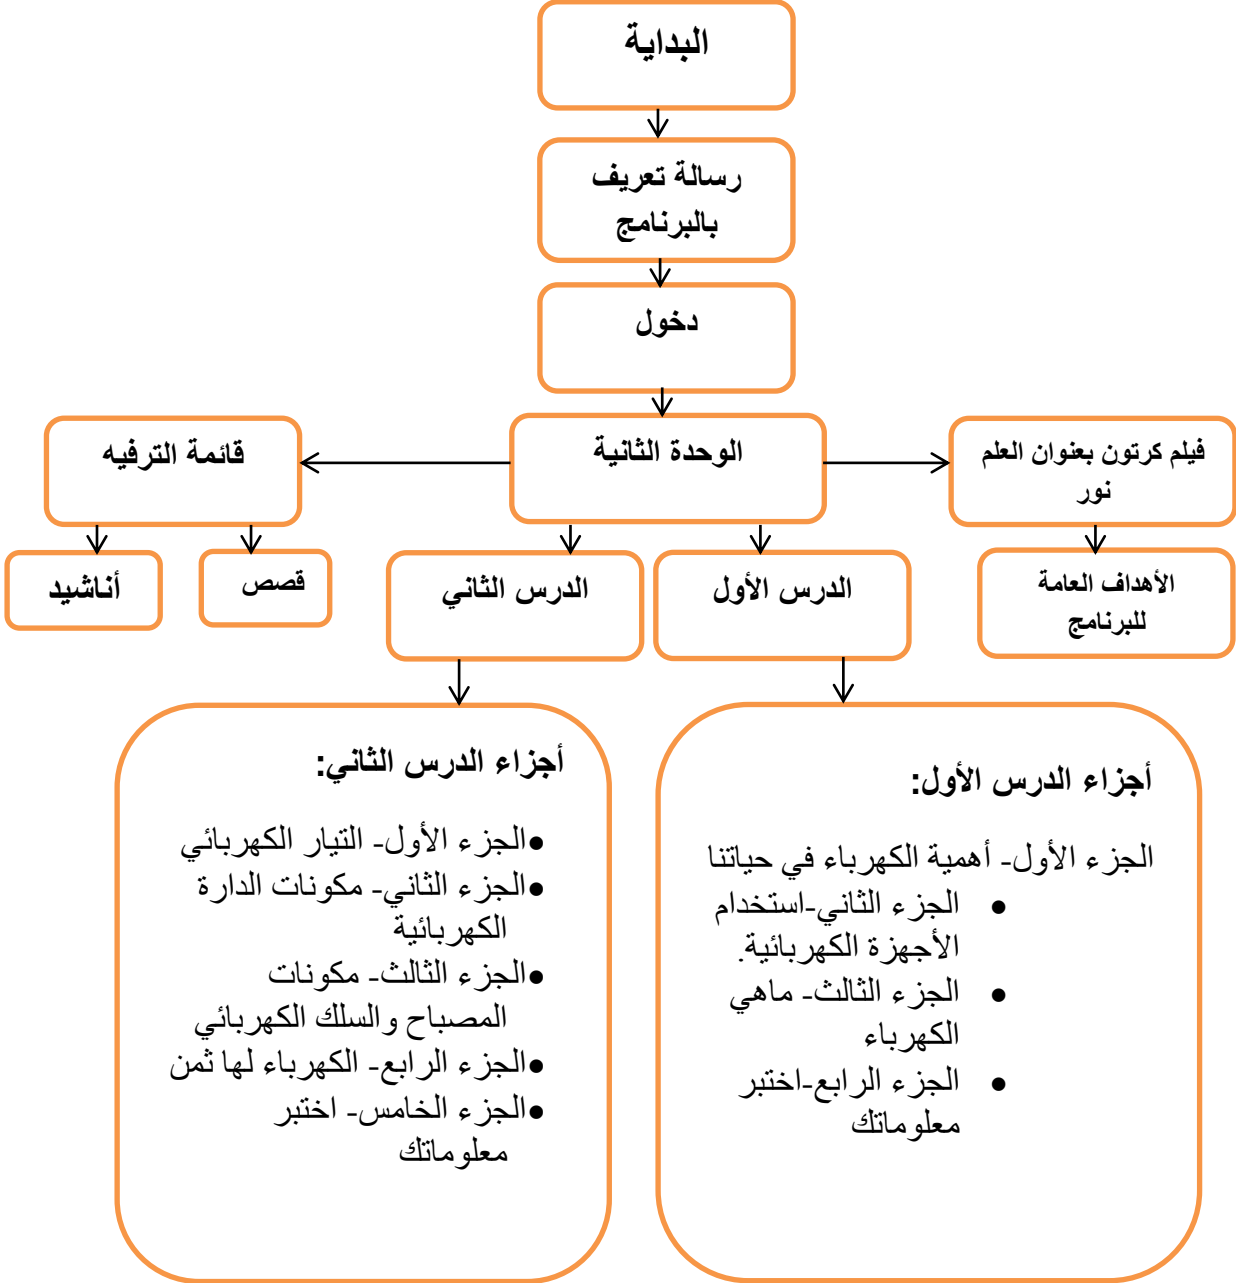 البداية
رسالة تعريف
بالبرنامج
دخول
الوحدة الثانية
فيلم كرتون بعنوان العلم
نور
الأهداف العامة
للبرنامج
قائمة الترفيه
قصص
أناشيد
الدرس الأول
الدرس الثاني
أجزاء الدرس الأول:
الجزء الأول- أهمية الكهرباء في حياتنا
● الجزء الثاني-استخدام
الأجهزة الكهربائية.
● الجزء الثالث- ماهي
الكهرباء
● الجزء الرابع-اختبر
معلوماتك
أجزاء الدرس الثاني:
●الجزء الأول- التيار الكهربائي
●الجزء الثاني- مكونات الدارة
الكهربائية
●الجزء الثالث- مكونات
المصباح والسلك الكهربائي
●الجزء الرابع- الكهرباء لها ثمن
●الجزء الخامس- اختبر
معلوماتك